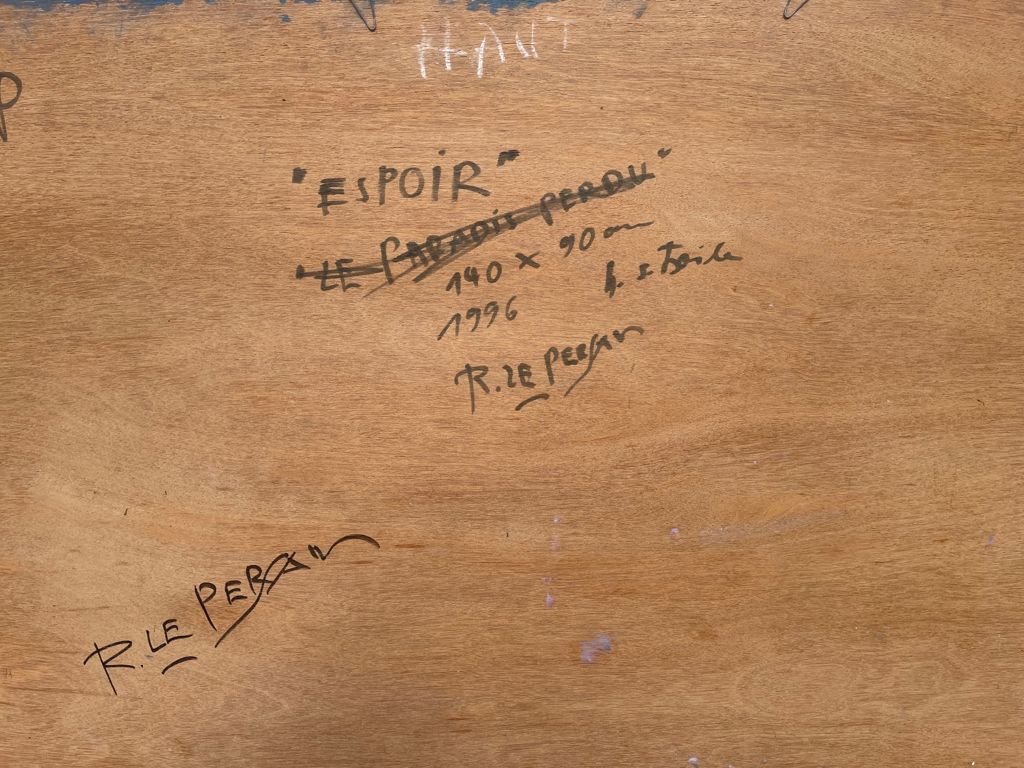 HAUT
P
"ESPOIR"
"LE PARADIS PERDU"
140 x 90 cm
1996
R. LE PERSAN
R. LE PERSAN